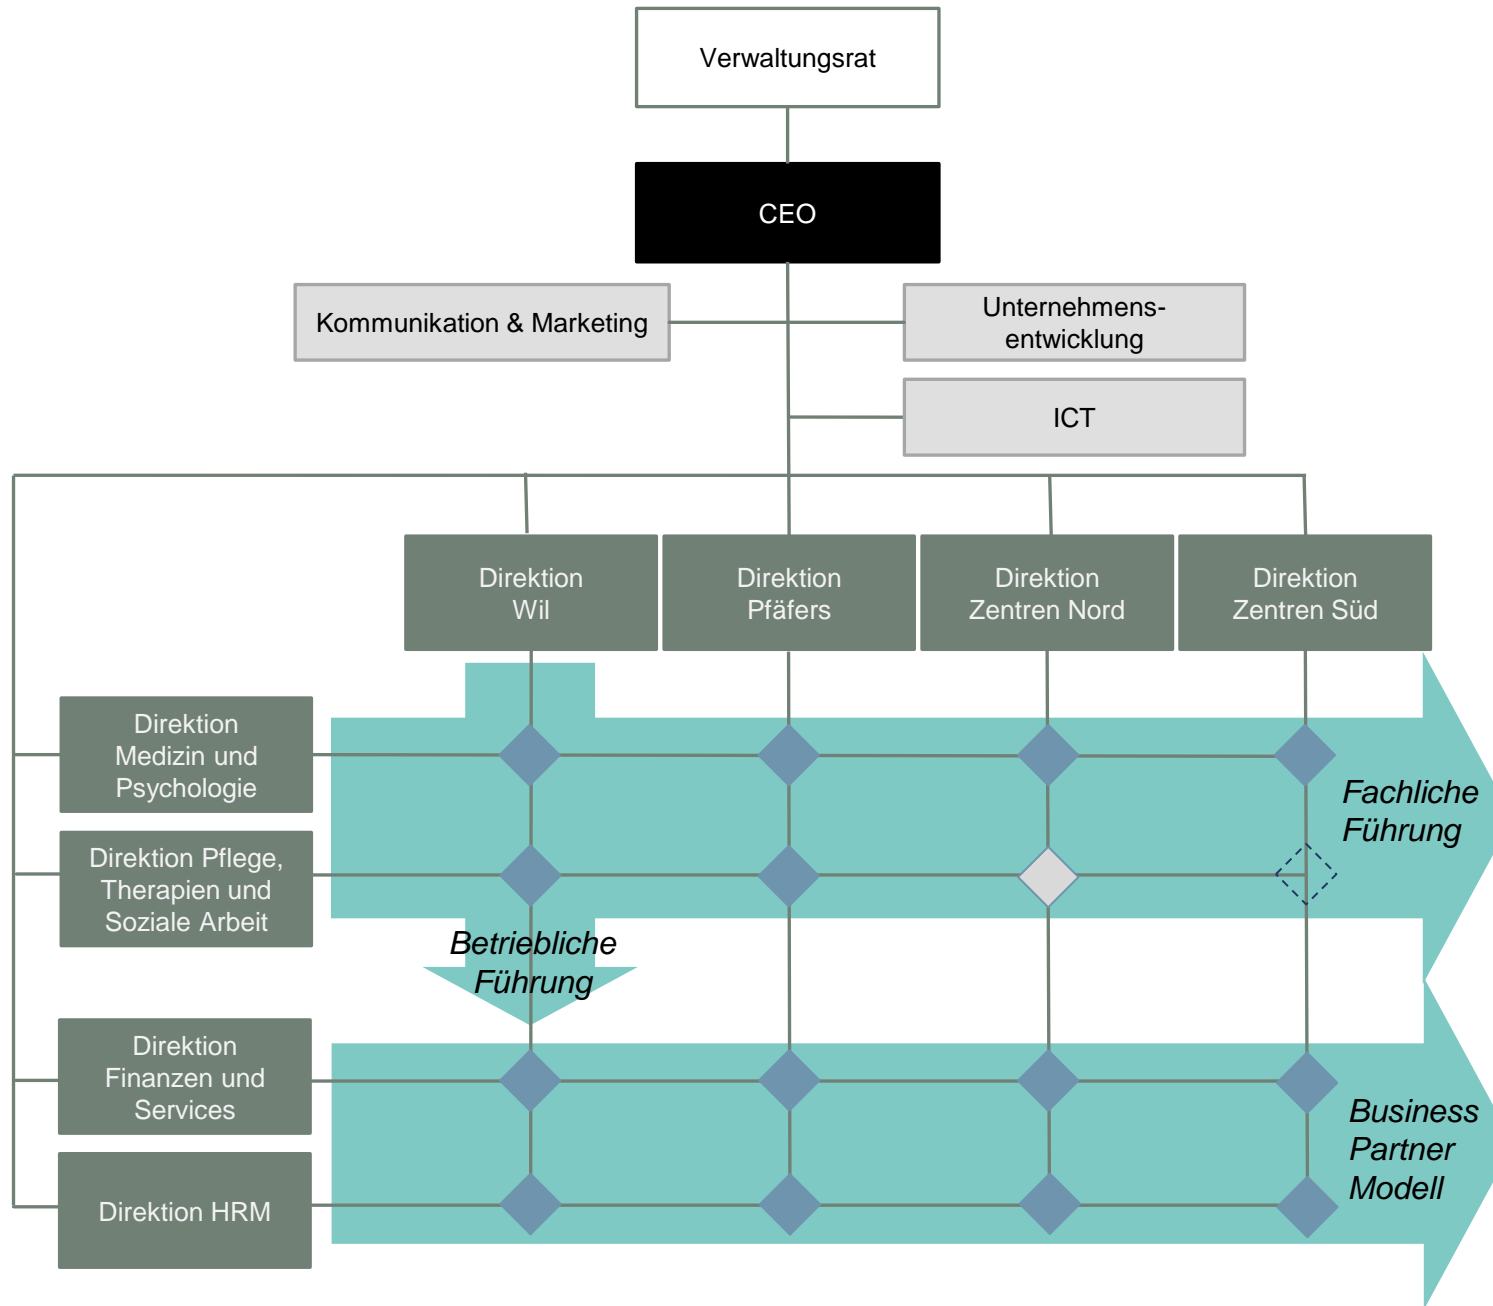 Verwaltungsrat
CEO
Kommunikation & Marketing
Unternehmens-
entwicklung
ICT
Direktion
Wil
Direktion
Pfäfers
Direktion
Zentren Nord
Direktion
Zentren Süd
Direktion
Medizin und
Psychologie
Fachliche
Führung
Direktion Pflege,
Therapien und
Soziale Arbeit
Betriebliche
Führung
Direktion
Finanzen und
Services
Business
Partner
Modell
Direktion HRM